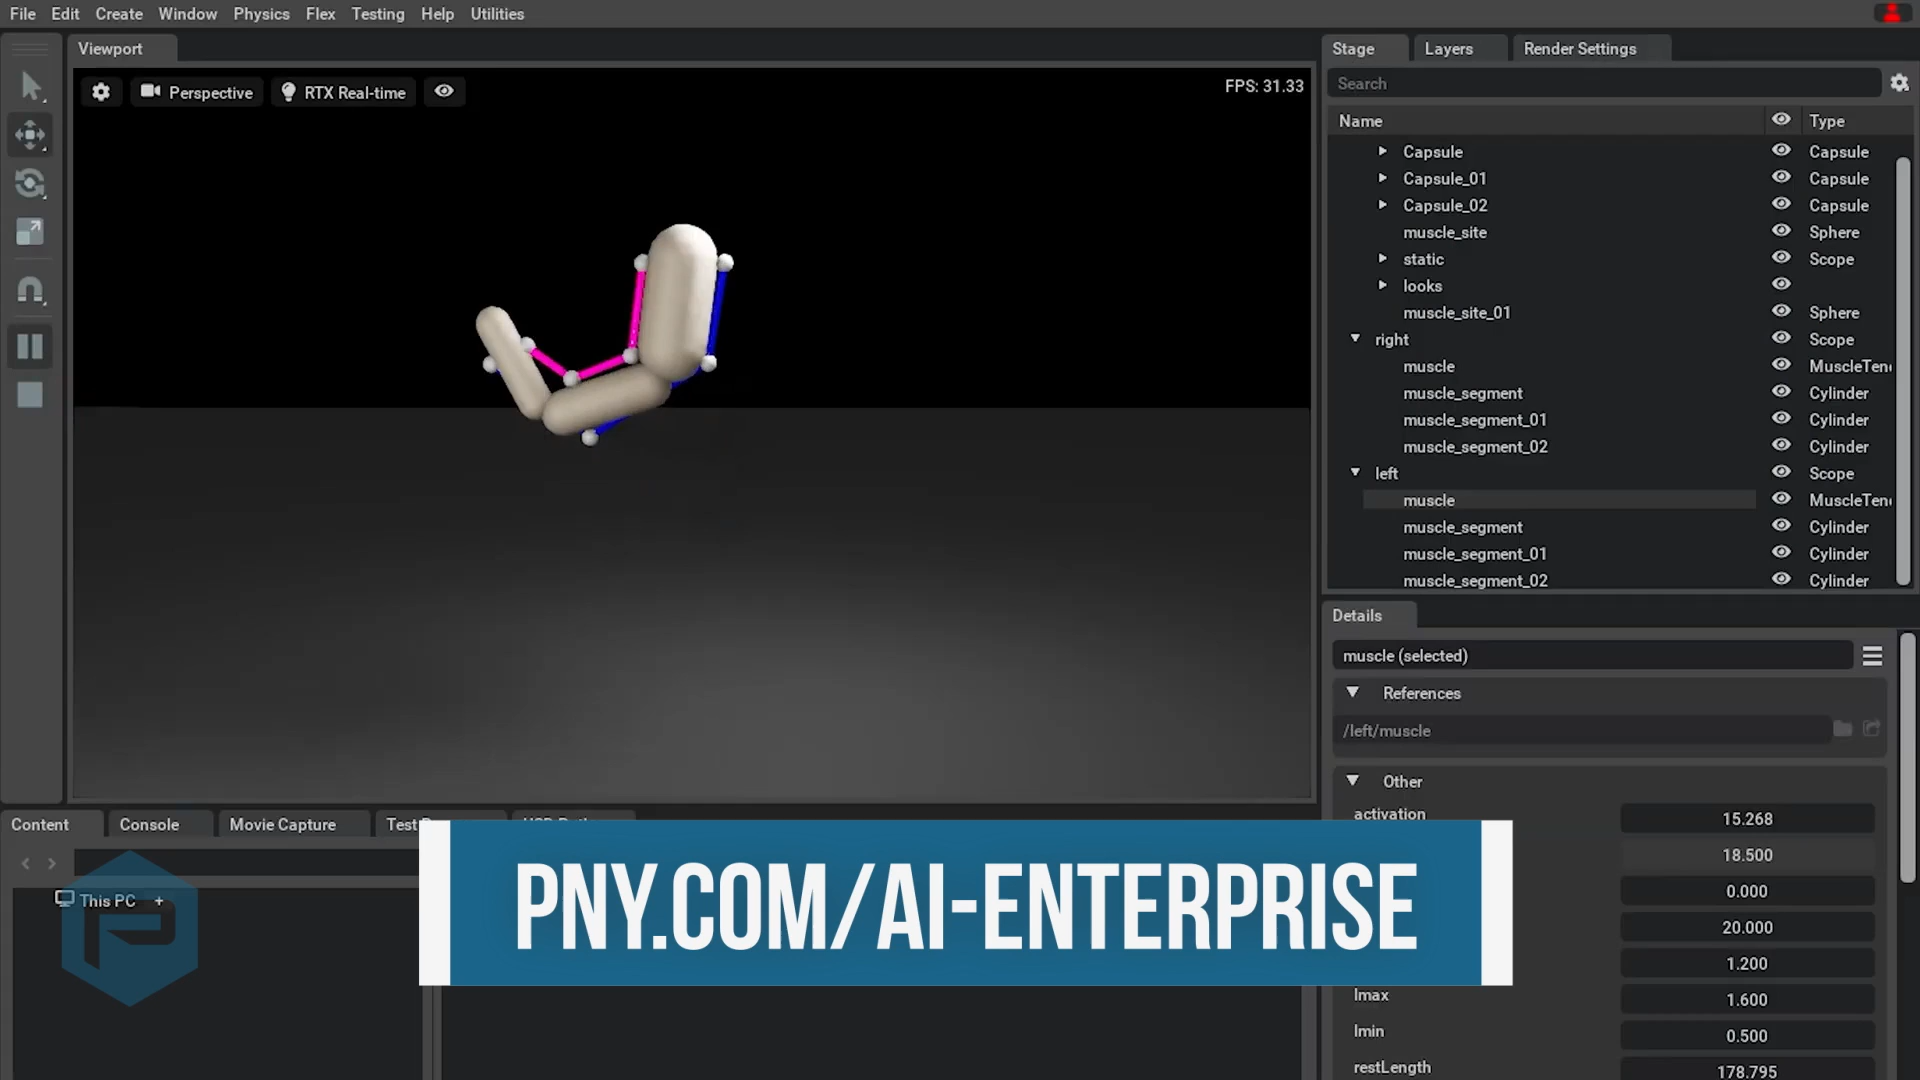 File Edit Create Window Physics Flex Testing Help Utilities
Viewport
Perspective
RTX Real-time
FPS: 31.33
Stage Layers Render Settings
Search
Name Type
Capsule Capsule
Capsule_01 Capsule
Capsule_02 Capsule
muscle_site Sphere
static Scope
looks
muscle_site_01 Sphere
right Scope
muscle MuscleTen
muscle_segment Cylinder
muscle_segment_01 Cylinder
muscle_segment_02 Cylinder
left Scope
muscle MuscleTen
muscle_segment Cylinder
muscle_segment_01 Cylinder
muscle_segment_02 Cylinder
Details
muscle (selected)
References
/left/muscle
Other
activation 15.268
18.500
0.000
20.000
1.200
lmax 1.600
lmin 0.500
restLength 178.795
Content Console Movie Capture Test
This PC +
PNY.COM/AI-ENTERPRISE